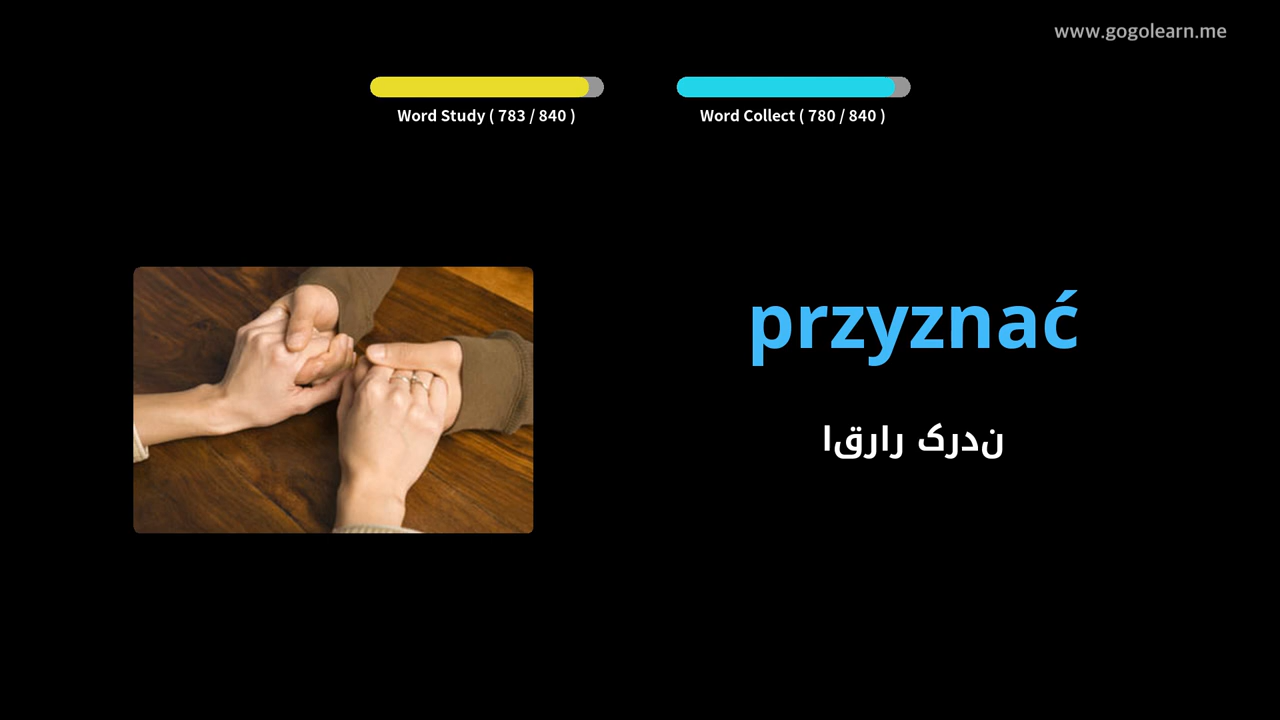 www.gogolearn.me
Word Study ( 783 / 840 )
Word Collect ( 780 / 840 )
przyznać
اقرار کردن